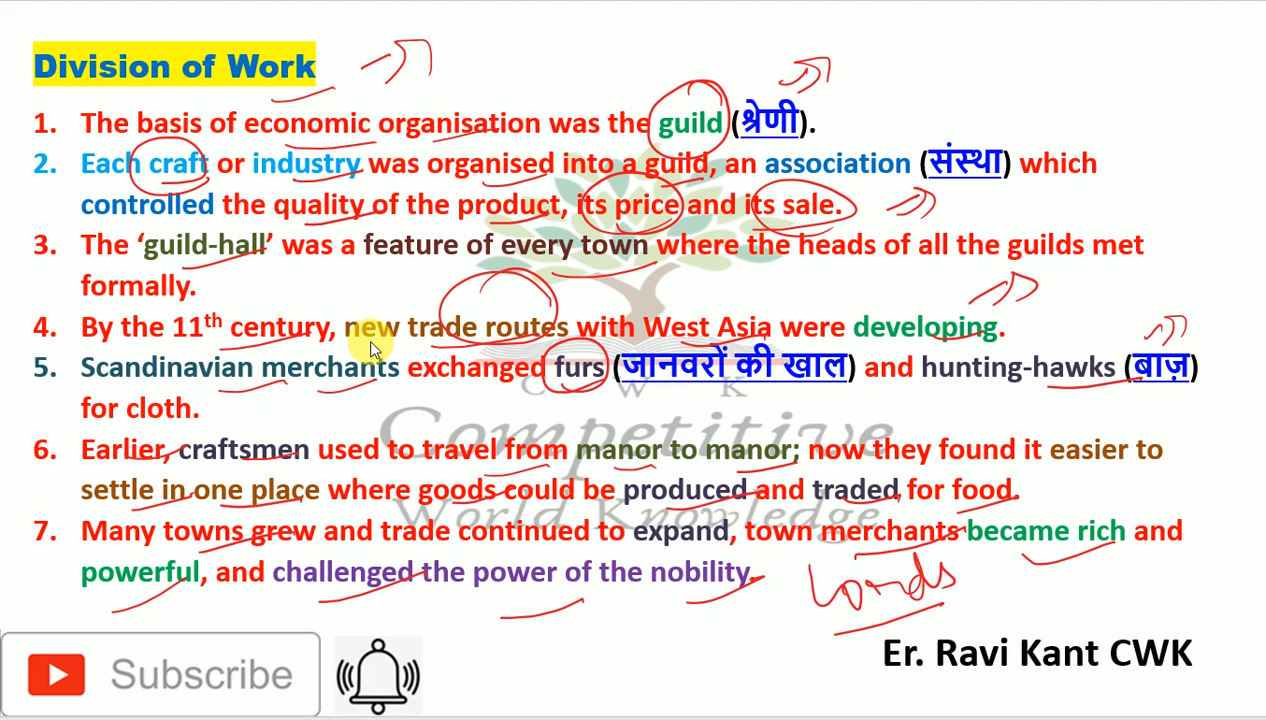 Division of Work
1. The basis of economic organisation was the guild (श्रेणी).
2. Each craft or industry was organised into a guild, an association (संस्था) which
controlled the quality of the product, its price and its sale.
3. The ‘guild-hall’ was a feature of every town where the heads of all the guilds met
formally.
4. By the 11th century, new trade routes with West Asia were developing.
5. Scandinavian merchants exchanged furs (जानवरों की खाल) and hunting-hawks (बाज़)
for cloth.
C W K
Competitive
6. Earlier, craftsmen used to travel from manor to manor; now they found it easier to
settle in one place where goods could be produced and traded for food.
World Knowledge
7. Many towns grew and trade continued to expand, town merchants became rich and
powerful, and challenged the power of the nobility.
Lords
Er. Ravi Kant CWK
Subscribe